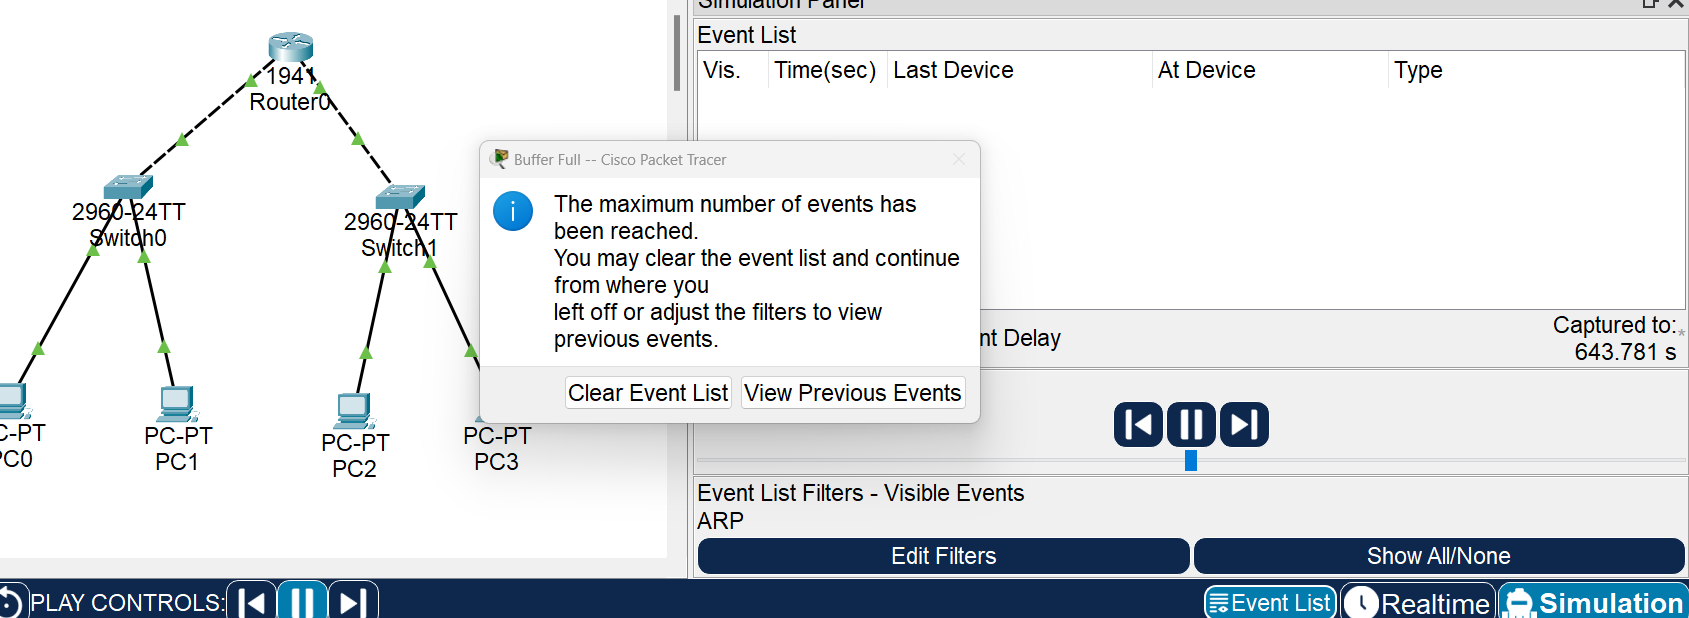 Simulation Panel
Event List
Vis. Time(sec) Last Device At Device Type
1941
Router0
2960-24TT
Switch0
2960-24TT
Switch1
C-PT
PC0
PC-PT
PC1
PC-PT
PC2
PC-PT
PC3
Buffer Full -- Cisco Packet Tracer
The maximum number of events has
been reached.
You may clear the event list and continue
from where you
left off or adjust the filters to view
previous events.
Clear Event List View Previous Events
nt Delay
Captured to:*
643.781 s
Event List Filters - Visible Events
ARP
Edit Filters Show All/None
PLAY CONTROLS:
Event List Realtime Simulation